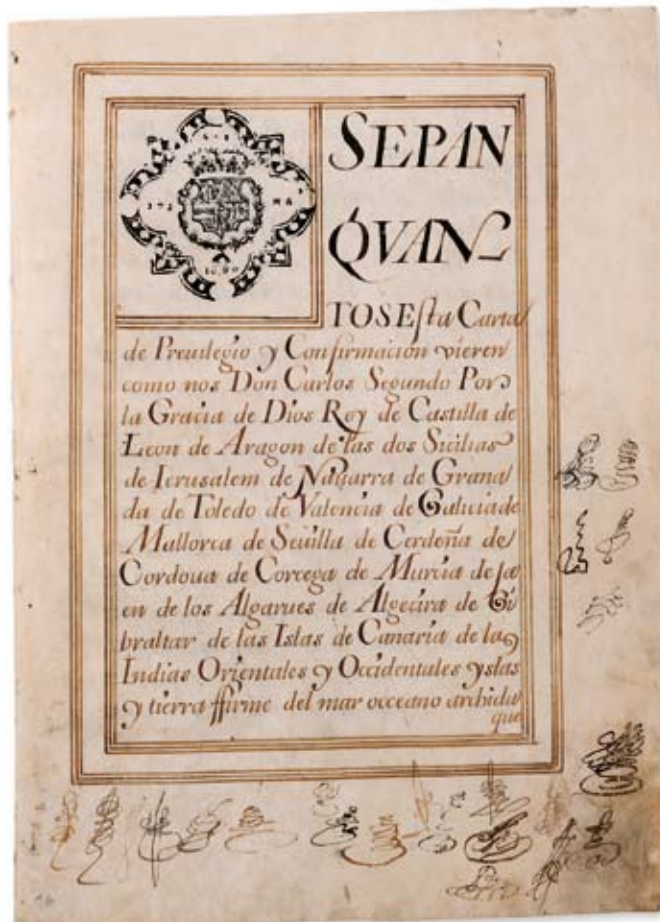 SEPAN
QVAN
TOS Esta Carta
de Preuilegio y Confirmacion vieren
como nos Don Carlos Segundo Por
la Gracia de Dios Rey de Castilla de
Leon de Aragon de las dos Sicilias
de Ierusalem de Nauarra de Grana
da de Toledo de Valencia de Galicia de
Mallorca de Seuilla de Cerdeña de
Cordoua de Corcega de Murcia de Ja
en de los Algarues de Algecira de Gi
braltar de las Islas de Canaria de las
Indias Orientales y Occidentales yslas
y tierra ffirme del mar occeano archidu
que